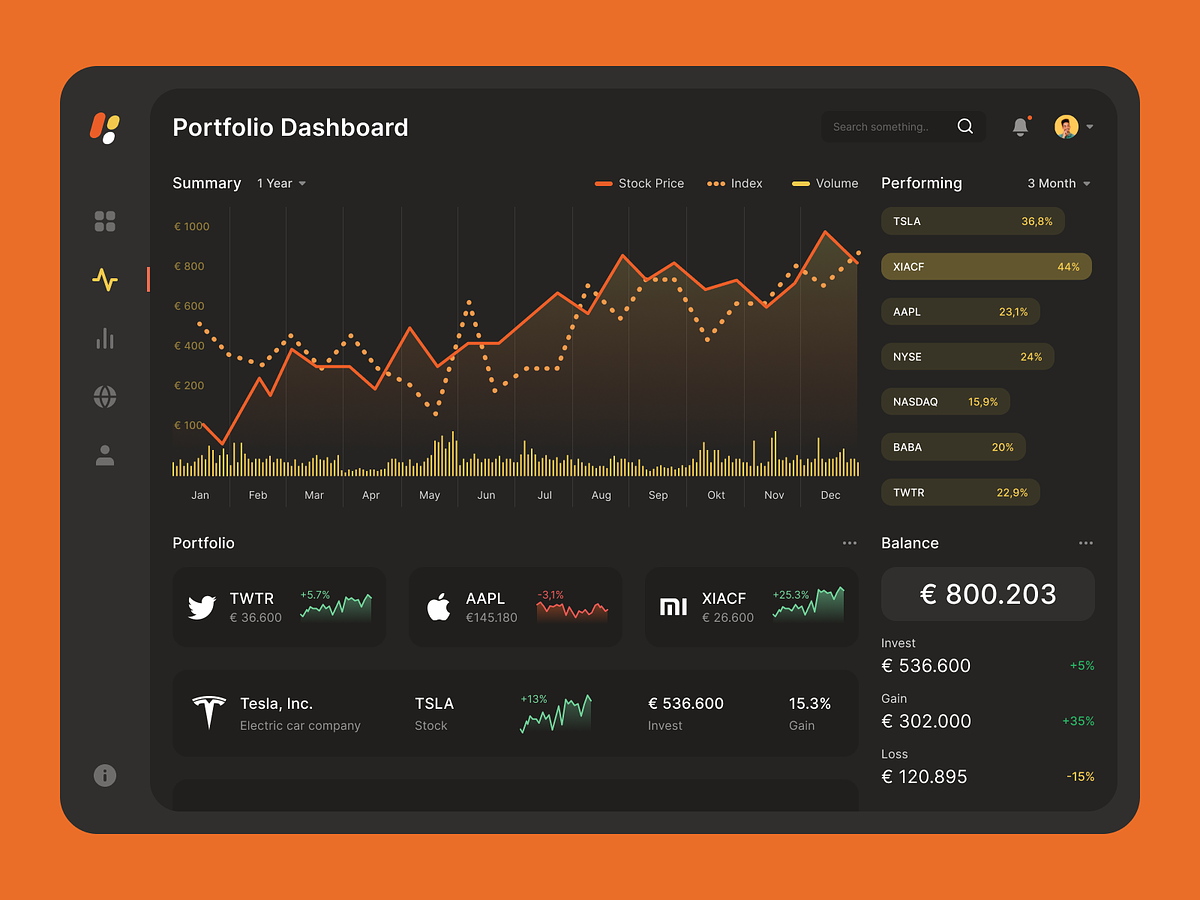 Portfolio Dashboard
Search something..
Summary 1 Year
Stock Price Index Volume
€ 1000
€ 800
€ 600
€ 400
€ 200
€ 100
Jan Feb Mar Apr May Jun Jul Aug Sep Okt Nov Dec
Performing 3 Month
TSLA 36,8%
XIACF 44%
AAPL 23,1%
NYSE 24%
NASDAQ 15,9%
BABA 20%
TWTR 22,9%
Portfolio
TWTR +5.7%
€ 36.600
AAPL -3,1%
€145.180
mi XIACF +25.3%
€ 26.600
Tesla, Inc. TSLA +13% € 536.600 15.3%
Electric car company Stock Invest Gain
Balance
€ 800.203
Invest
€ 536.600 +5%
Gain
€ 302.000 +35%
Loss
€ 120.895 -15%